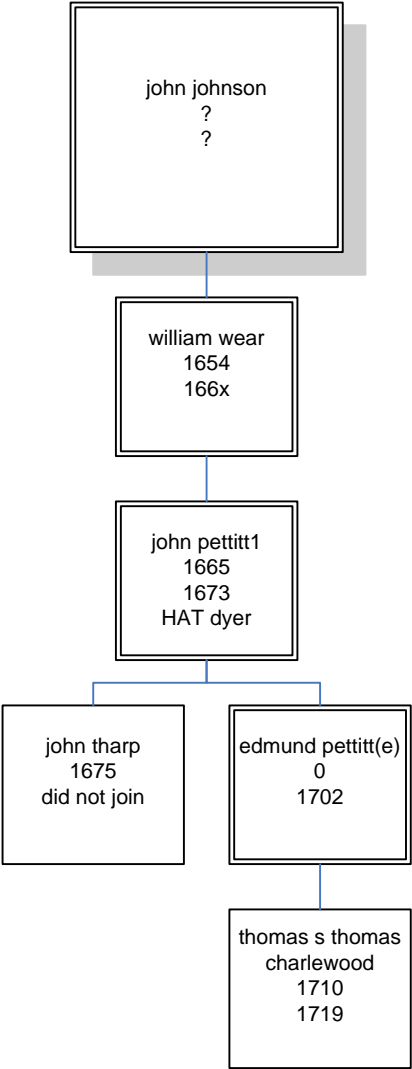 john johnson
?
?
william wear
1654
166x
john pettitt1
1665
1673
HAT dyer
john tharp
1675
did not join
edmund pettitt(e)
0
1702
thomas s thomas
charlewood
1710
1719